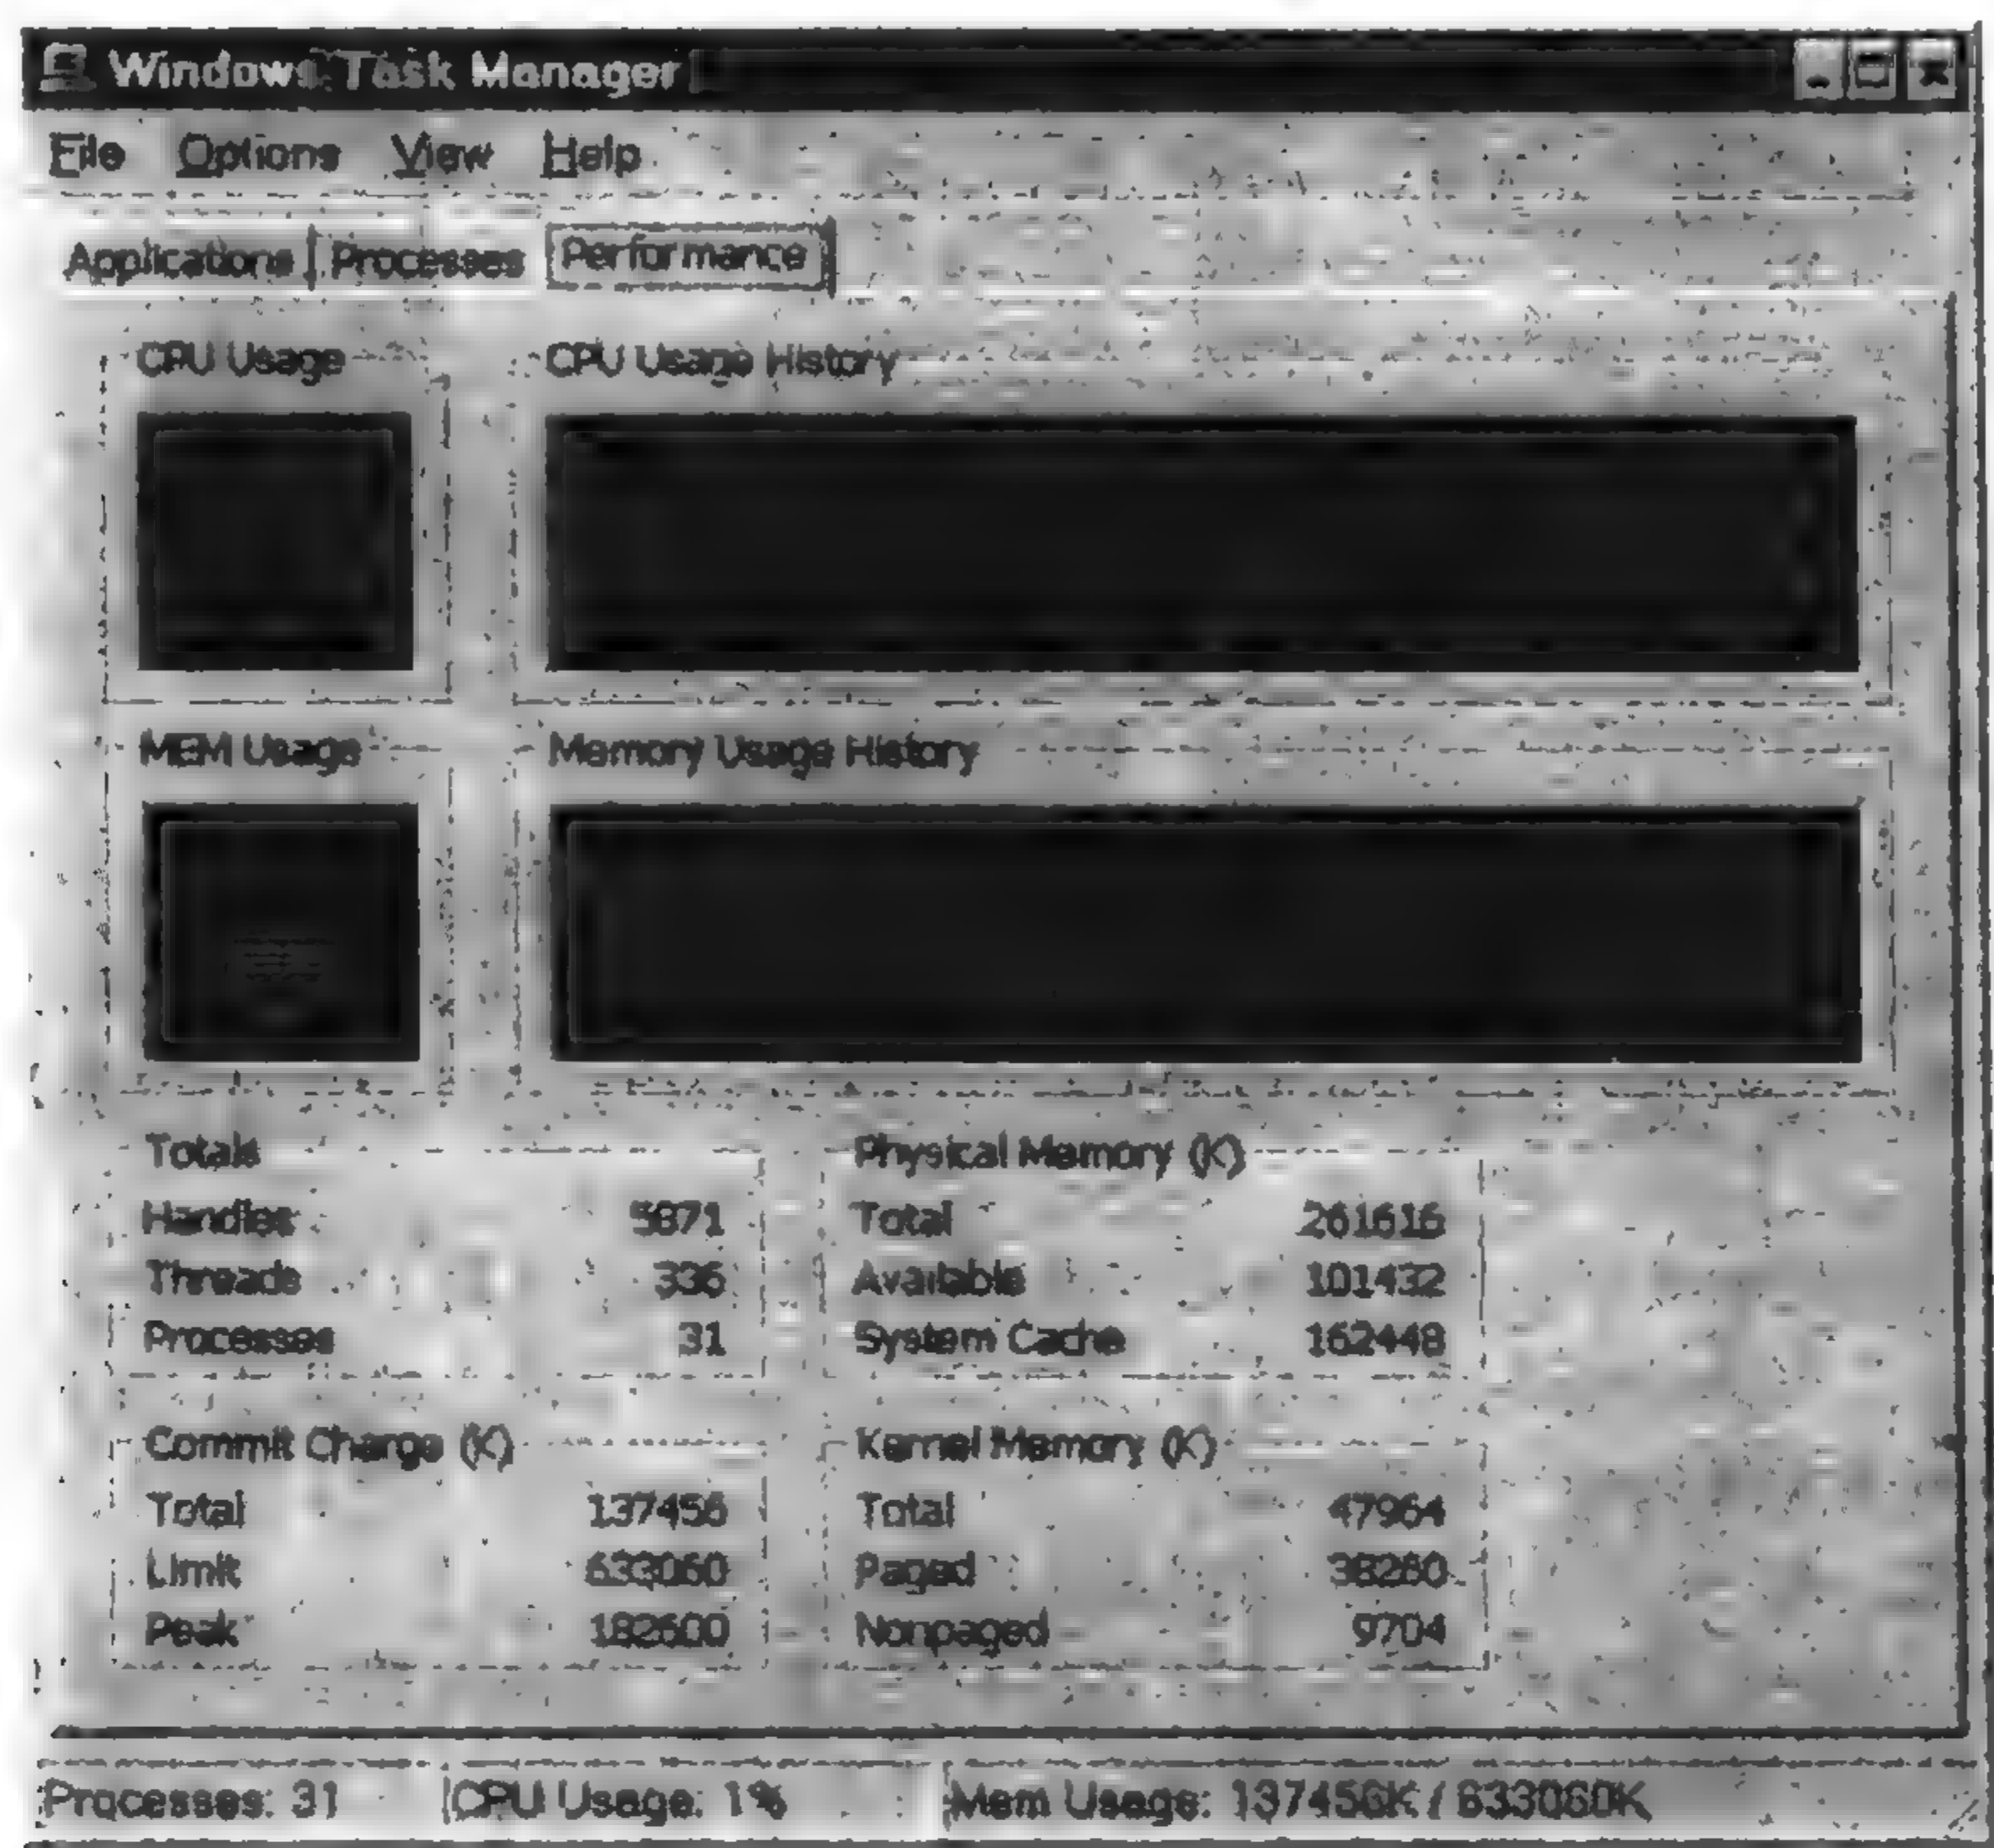 Windows Task Manager
File Options View Help
Applications Processes Performance
CPU Usage CPU Usage History
MEM Usage Memory Usage History
Totals Physical Memory (K)
Handles 5871 Total 261616
Threads 336 Available 101432
Processes 31 System Cache 162448
Commit Charge (K) Kernel Memory (K)
Total 137456 Total 47964
Limit 633060 Paged 38260
Peak 182600 Nonpaged 9704
Processes: 31 CPU Usage: 1% Mem Usage: 137456K / 633060K